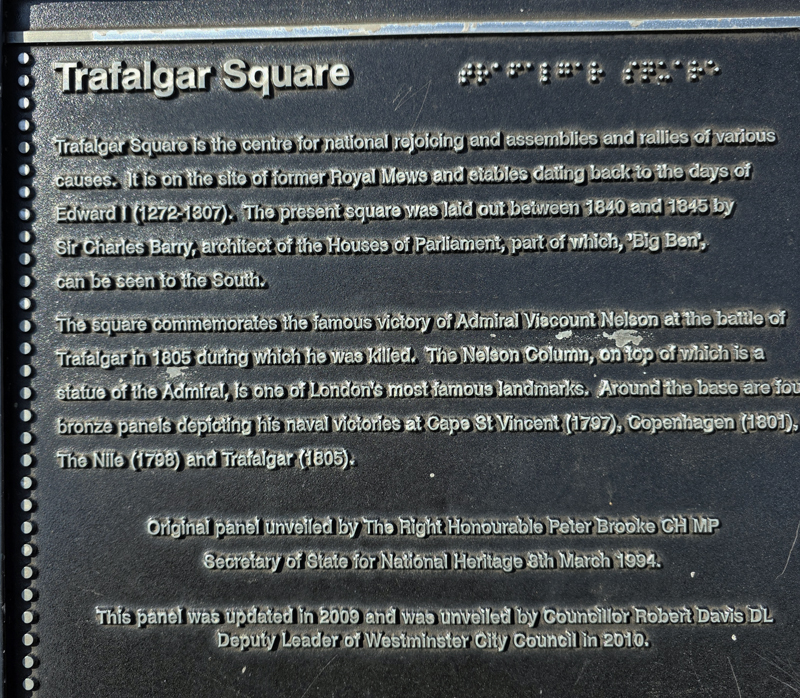 Trafalgar Square
Trafalgar Square is the centre for national rejoicing and assemblies and rallies of various
causes. It is on the site of former Royal Mews and stables dating back to the days of
Edward I (1272-1307). The present square was laid out between 1840 and 1845 by
Sir Charles Barry, architect of the Houses of Parliament, part of which, 'Big Ben',
can be seen to the South.
The square commemorates the famous victory of Admiral Viscount Nelson at the battle of
Trafalgar in 1805 during which he was killed. The Nelson Column, on top of which is a
statue of the Admiral, is one of London's most famous landmarks. Around the base are fou
bronze panels depicting his naval victories at Cape St Vincent (1797), Copenhagen (1801),
The Nile (1798) and Trafalgar (1805).
Original panel unveiled by The Right Honourable Peter Brooke CH MP
Secretary of State for National Heritage 8th March 1994.
This panel was updated in 2009 and was unveiled by Councillor Robert Davis DL
Deputy Leader of Westminster City Council in 2010.